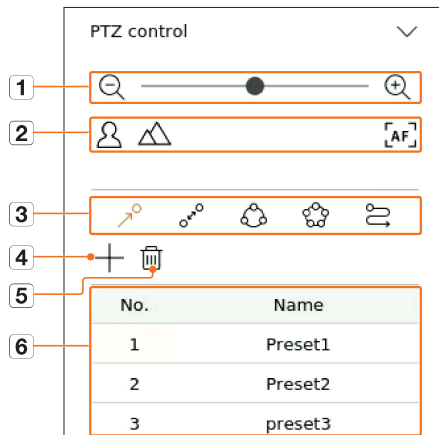 PTZ control
1
2
AF
3
4
5
6
No. Name
1 Preset1
2 Preset2
3 preset3